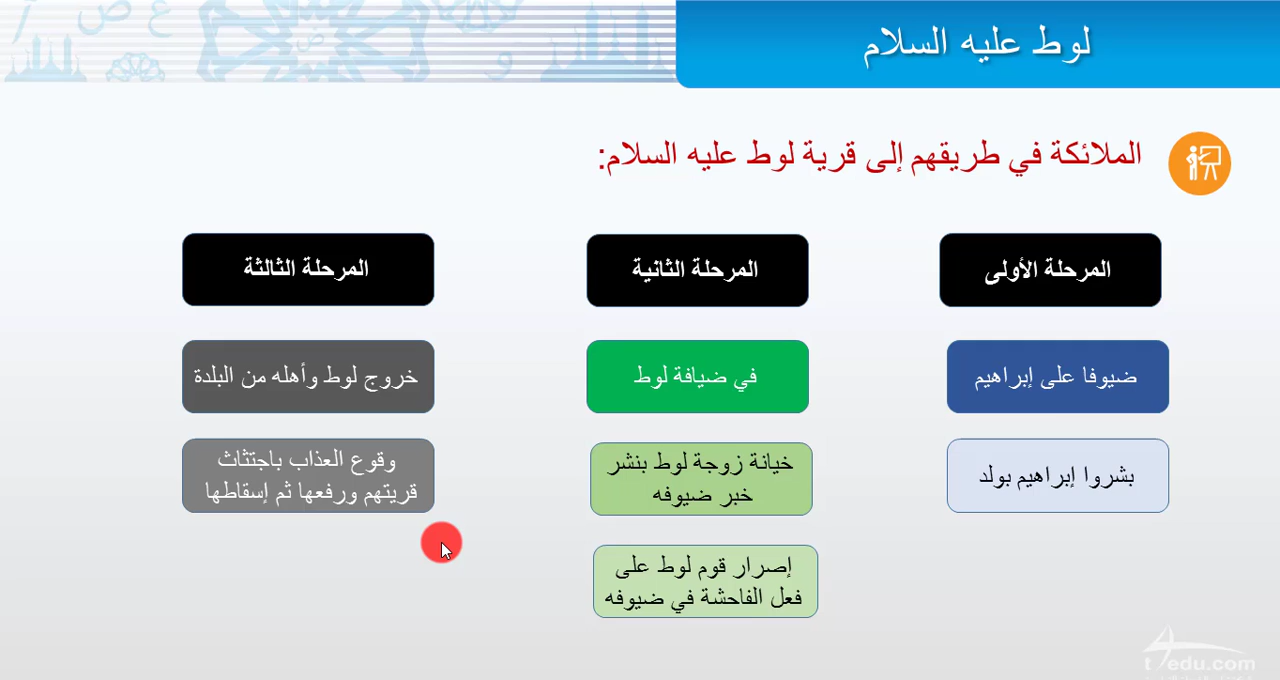 لوط عليه السلام
الملائكة في طريقهم إلى قرية لوط عليه السلام:
المرحلة الأولى
ضيوفا على إبراهيم
بشروا إبراهيم بولد
المرحلة الثانية
في ضيافة لوط
خيانة زوجة لوط بنشر
خبر ضيوفه
إصرار قوم لوط على
فعل الفاحشة في ضيوفه
المرحلة الثالثة
خروج لوط وأهله من البلدة
وقوع العذاب باجتثاث
قريتهم ورفعها ثم إسقاطها
t4edu.com